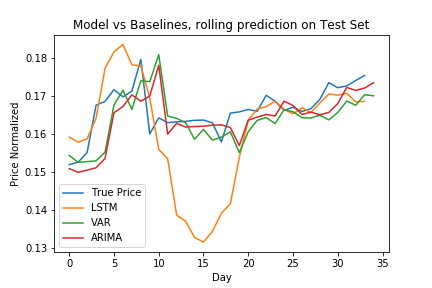 Model vs Baselines, rolling prediction on Test Set
Price Normalized
0.18
0.17
0.16
0.15
0.14
0.13
True Price
LSTM
VAR
ARIMA
0 5 10 15 20 25 30 35
Day